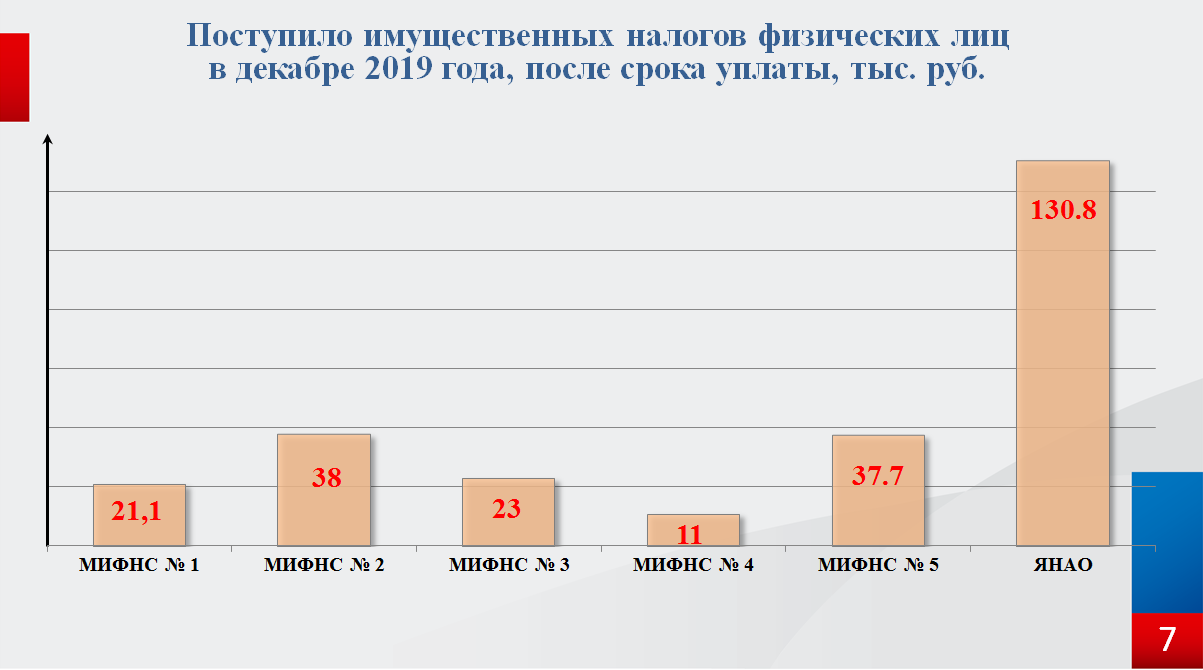 Поступило имущественных налогов физических лиц
в декабре 2019 года, после срока уплаты, тыс. руб.
130.8
38
37.7
21,1
23
11
МИФНС № 1
МИФНС № 2
МИФНС № 3
МИФНС № 4
МИФНС № 5
ЯНАО
7